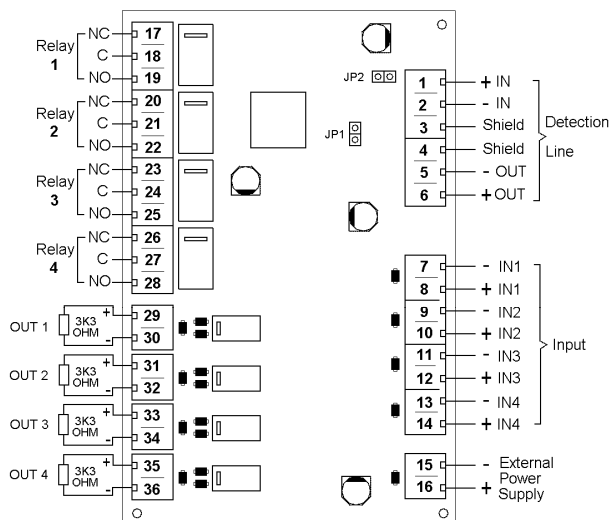 Relay 1
NC 17
C 18
NO 19
Relay 2
NC 20
C 21
NO 22
Relay 3
NC 23
C 24
NO 25
Relay 4
NC 26
C 27
NO 28
OUT 1
3K3 OHM
+ 29
- 30
OUT 2
3K3 OHM
+ 31
- 32
OUT 3
3K3 OHM
+ 33
- 34
OUT 4
3K3 OHM
+ 35
- 36
JP2
JP1
1 + IN
2 - IN
3 Shield
4 Shield
5 - OUT
6 + OUT
Detection Line
7 - IN1
8 + IN1
9 - IN2
10 + IN2
11 - IN3
12 + IN3
13 - IN4
14 + IN4
Input
15 -
16 +
External
Power
Supply